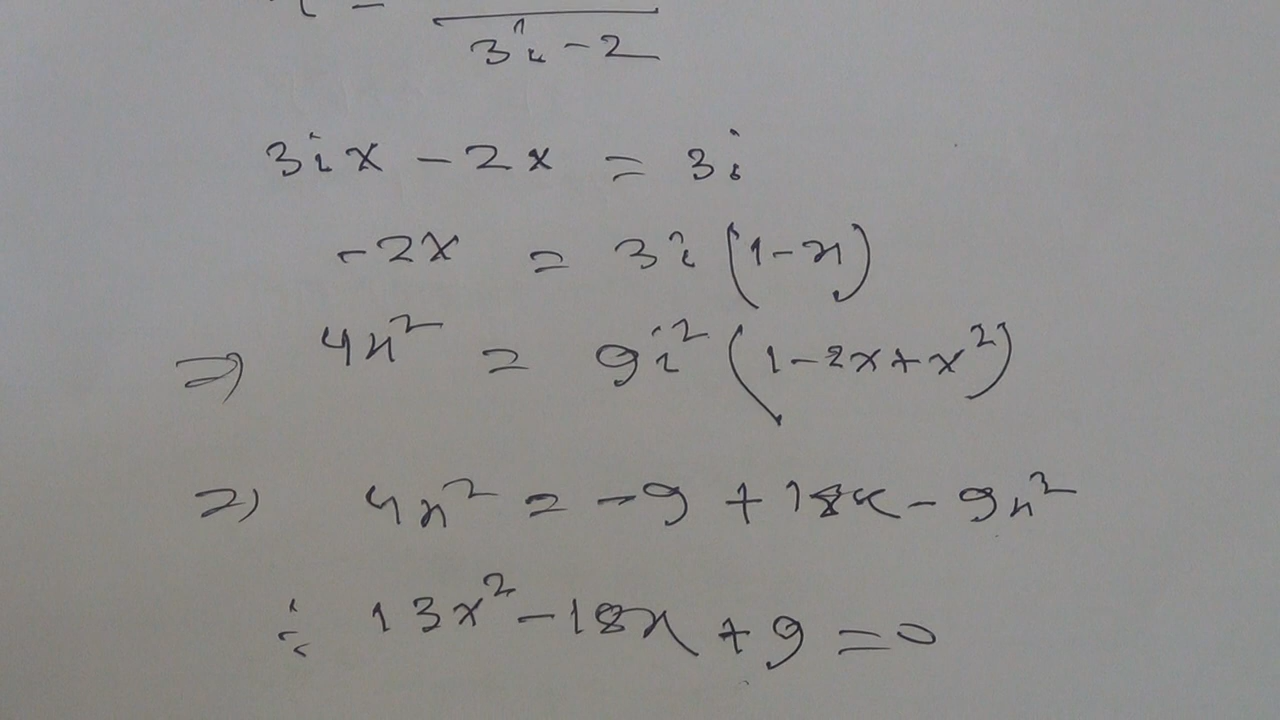 3i - 2
3ix - 2x = 3i
-2x = 3i (1-x)
⇒ 4x² = 9i² (1-2x+x²)
⇒ 4x² = -9 + 18x - 9x²
∴ 13x² - 18x + 9 = 0